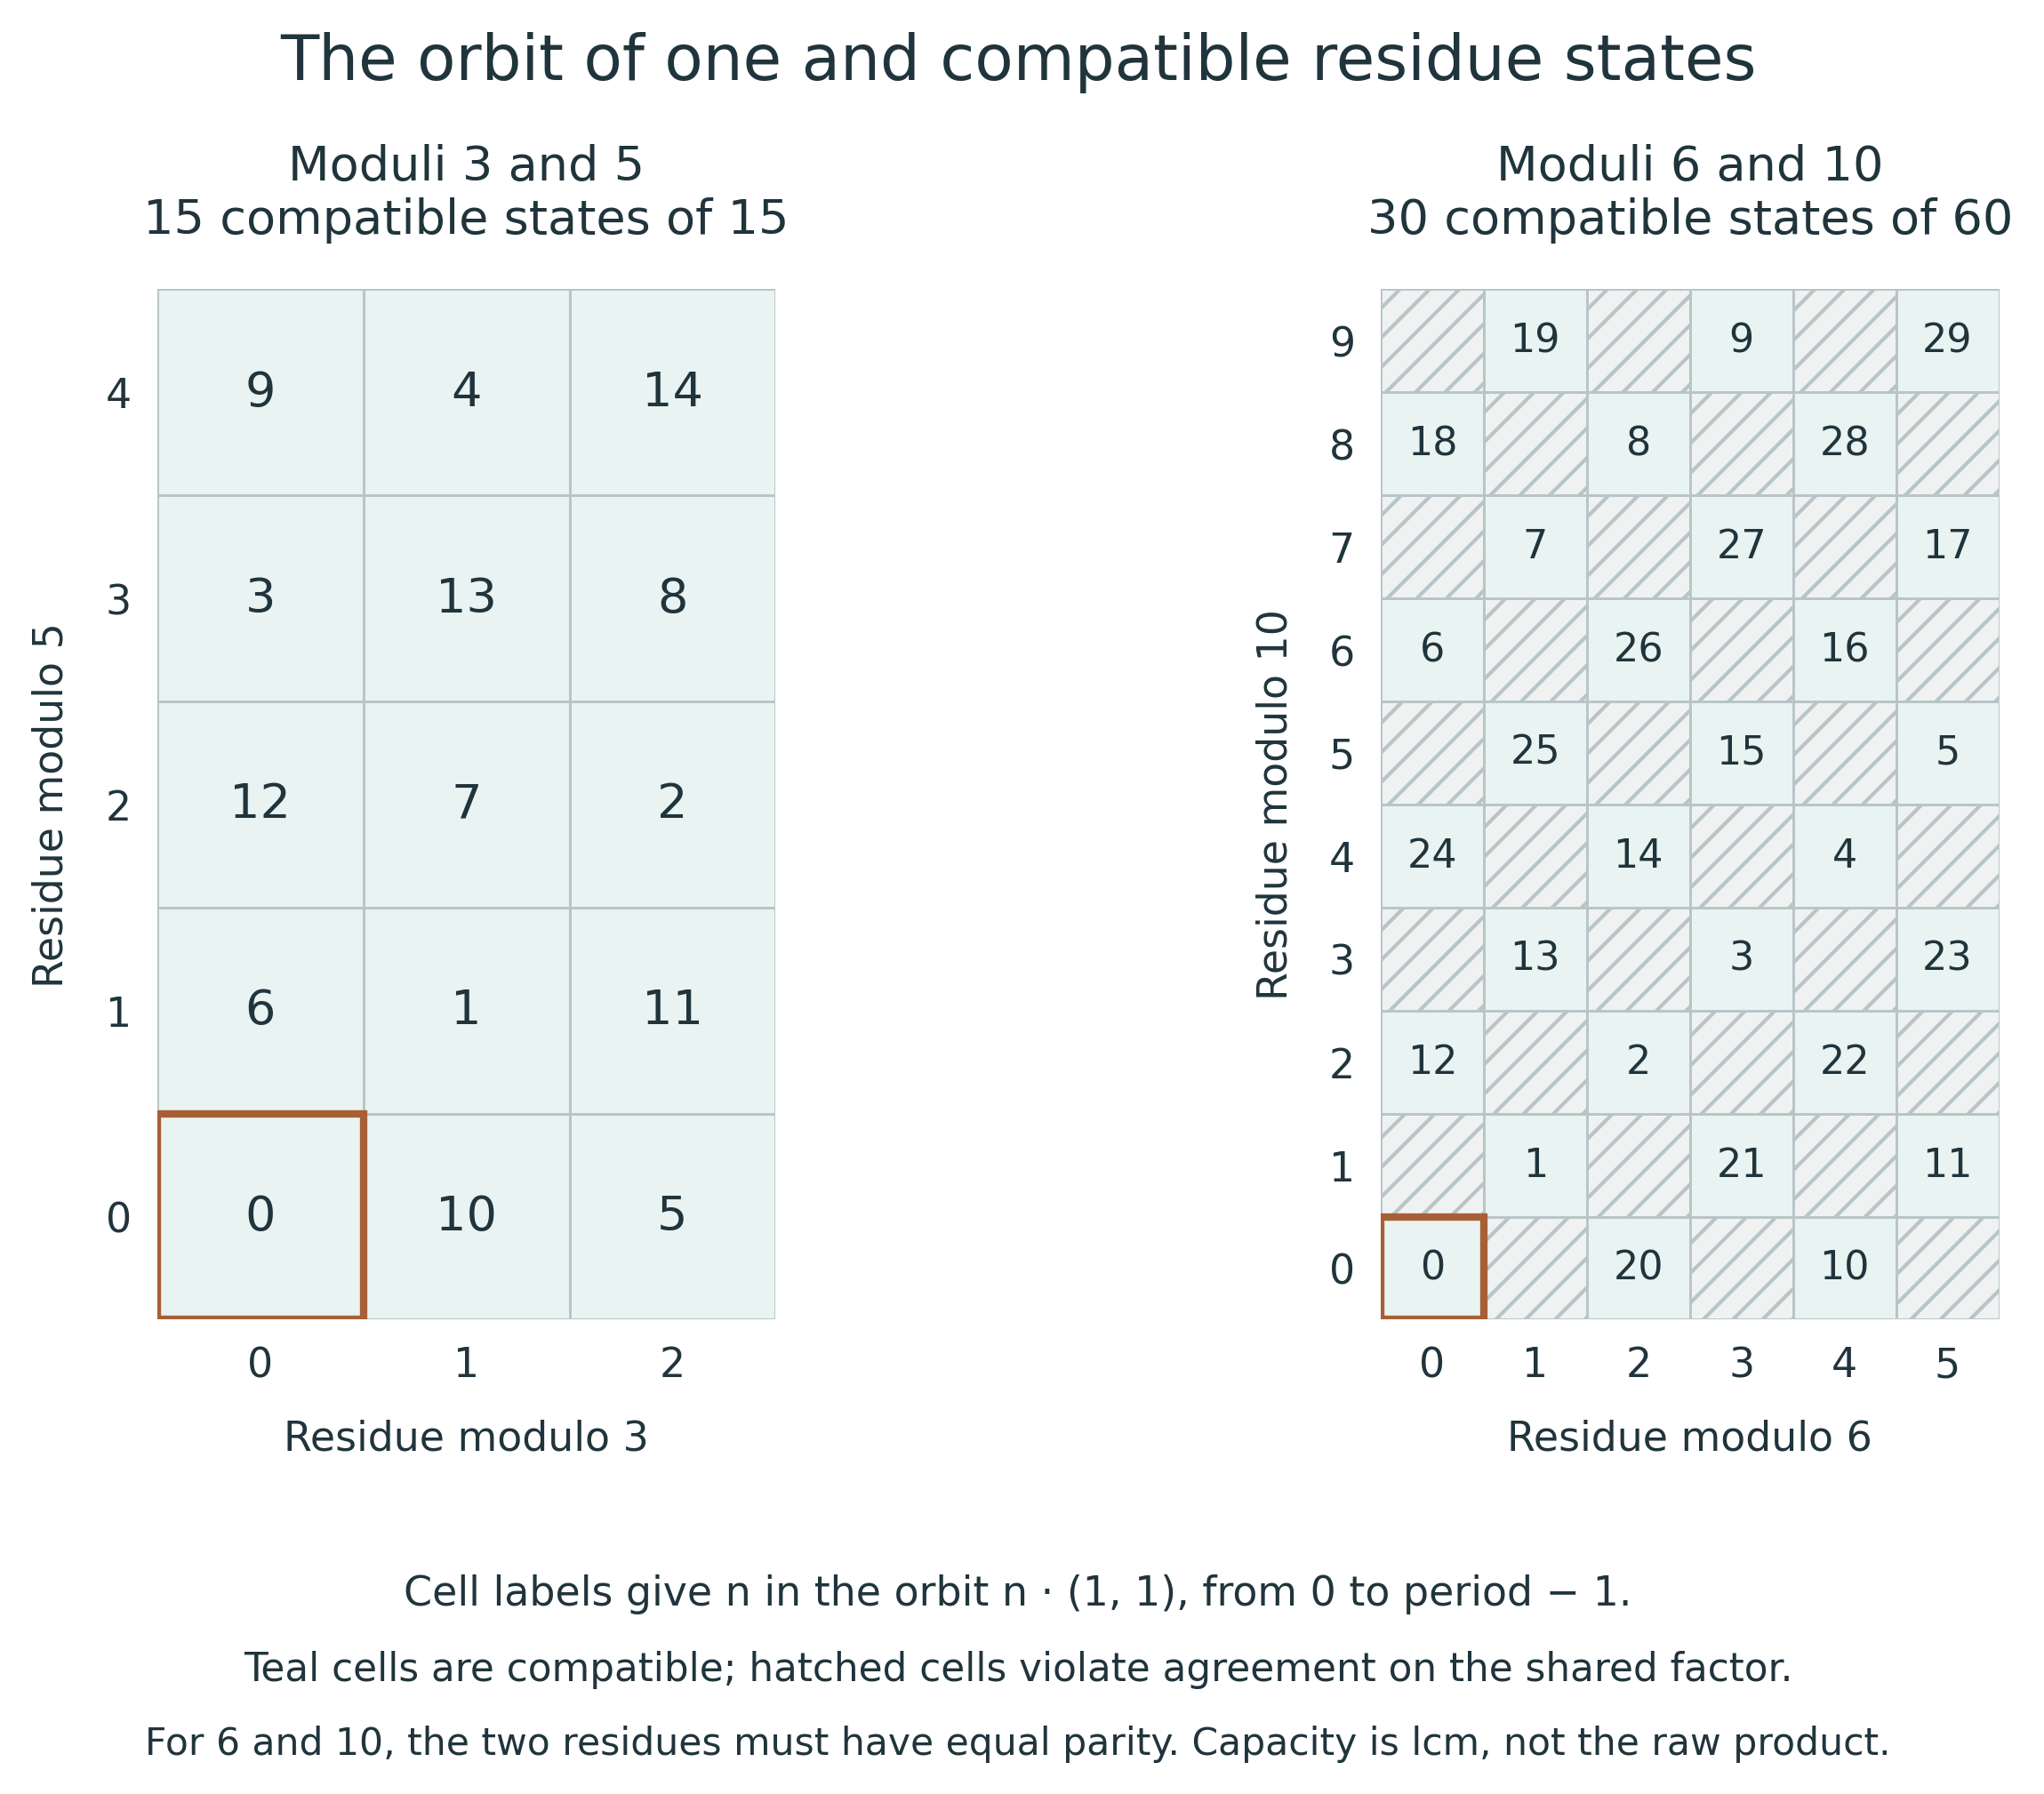 The orbit of one and compatible residue states
Moduli 3 and 5
15 compatible states of 15
Residue modulo 5
4 9 4 14
3 3 13 8
2 12 7 2
1 6 1 11
0 0 10 5
0 1 2
Residue modulo 3
Moduli 6 and 10
30 compatible states of 60
Residue modulo 10
9 19 9 29
8 18 8 28
7 7 27 17
6 6 26 16
5 25 15 5
4 24 14 4
3 13 3 23
2 12 2 22
1 1 21 11
0 0 20 10
0 1 2 3 4 5
Residue modulo 6
Cell labels give n in the orbit n · (1, 1), from 0 to period − 1.
Teal cells are compatible; hatched cells violate agreement on the shared factor.
For 6 and 10, the two residues must have equal parity. Capacity is lcm, not the raw product.